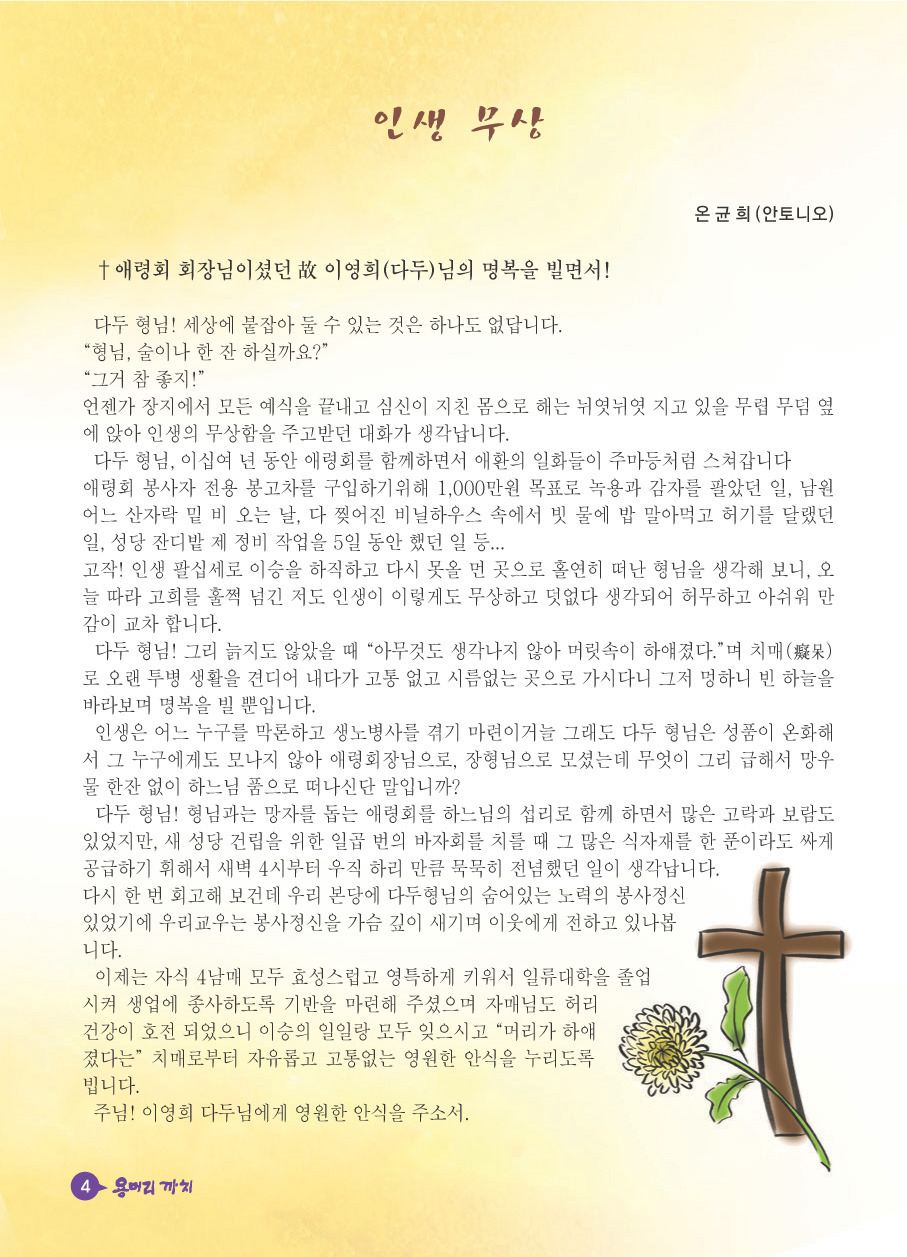 인생 무상
온 균 희 (안토니오)
†애령회 회장님이셨던 故 이영희(다두)님의 명복을 빌면서!
다두 형님! 세상에 붙잡아 둘 수 있는 것은 하나도 없답니다.
“형님, 술이나 한 잔 하실까요?”
“그거 참 좋지!”
언젠가 장지에서 모든 예식을 끝내고 심신이 지친 몸으로 해는 뉘엿뉘엿 지고 있을 무렵 무덤 옆
에 앉아 인생의 무상함을 주고받던 대화가 생각납니다.
다두 형님, 이십여 년 동안 애령회를 함께하면서 애환의 일화들이 주마등처럼 스쳐갑니다
애령회 봉사자 전용 봉고차를 구입하기위해 1,000만원 목표로 녹용과 감자를 팔았던 일, 남원
어느 산자락 밑 비 오는 날, 다 찢어진 비닐하우스 속에서 빗 물에 밥 말아먹고 허기를 달랬던
일, 성당 잔디밭 제 정비 작업을 5일 동안 했던 일 등...
고작! 인생 팔십세로 이승을 하직하고 다시 못올 먼 곳으로 홀연히 떠난 형님을 생각해 보니, 오
늘 따라 고희를 훌쩍 넘긴 저도 인생이 이렇게도 무상하고 덧없다 생각되어 허무하고 아쉬워 만
감이 교차 합니다.
다두 형님! 그리 늙지도 않았을 때 “아무것도 생각나지 않아 머릿속이 하얘졌다.”며 치매(癡呆)
로 오랜 투병 생활을 견디어 내다가 고통 없고 시름없는 곳으로 가시다니 그저 멍하니 빈 하늘을
바라보며 명복을 빌 뿐입니다.
인생은 어느 누구를 막론하고 생노병사를 겪기 마련이거늘 그래도 다두 형님은 성품이 온화해
서 그 누구에게도 모나지 않아 애령회장님으로, 장형님으로 모셨는데 무엇이 그리 급해서 망우
물 한잔 없이 하느님 품으로 떠나신단 말입니까?
다두 형님! 형님과는 망자를 돕는 애령회를 하느님의 섭리로 함께 하면서 많은 고락과 보람도
있었지만, 새 성당 건립을 위한 일곱 번의 바자회를 치를 때 그 많은 식자재를 한 푼이라도 싸게
공급하기 휘해서 새벽 4시부터 우직 하리 만큼 묵묵히 전념했던 일이 생각납니다.
다시 한 번 회고해 보건데 우리 본당에 다두형님의 숨어있는 노력의 봉사정신
있었기에 우리교우는 봉사정신을 가슴 깊이 새기며 이웃에게 전하고 있나봅
니다.
이제는 자식 4남매 모두 효성스럽고 영특하게 키워서 일류대학을 졸업
시켜 생업에 종사하도록 기반을 마련해 주셨으며 자매님도 허리
건강이 호전 되었으니 이승의 일일랑 모두 잊으시고 “머리가 하얘
졌다는” 치매로부터 자유롭고 고통없는 영원한 안식을 누리도록
빕니다.
주님! 이영희 다두님에게 영원한 안식을 주소서.
4 용머리 까치